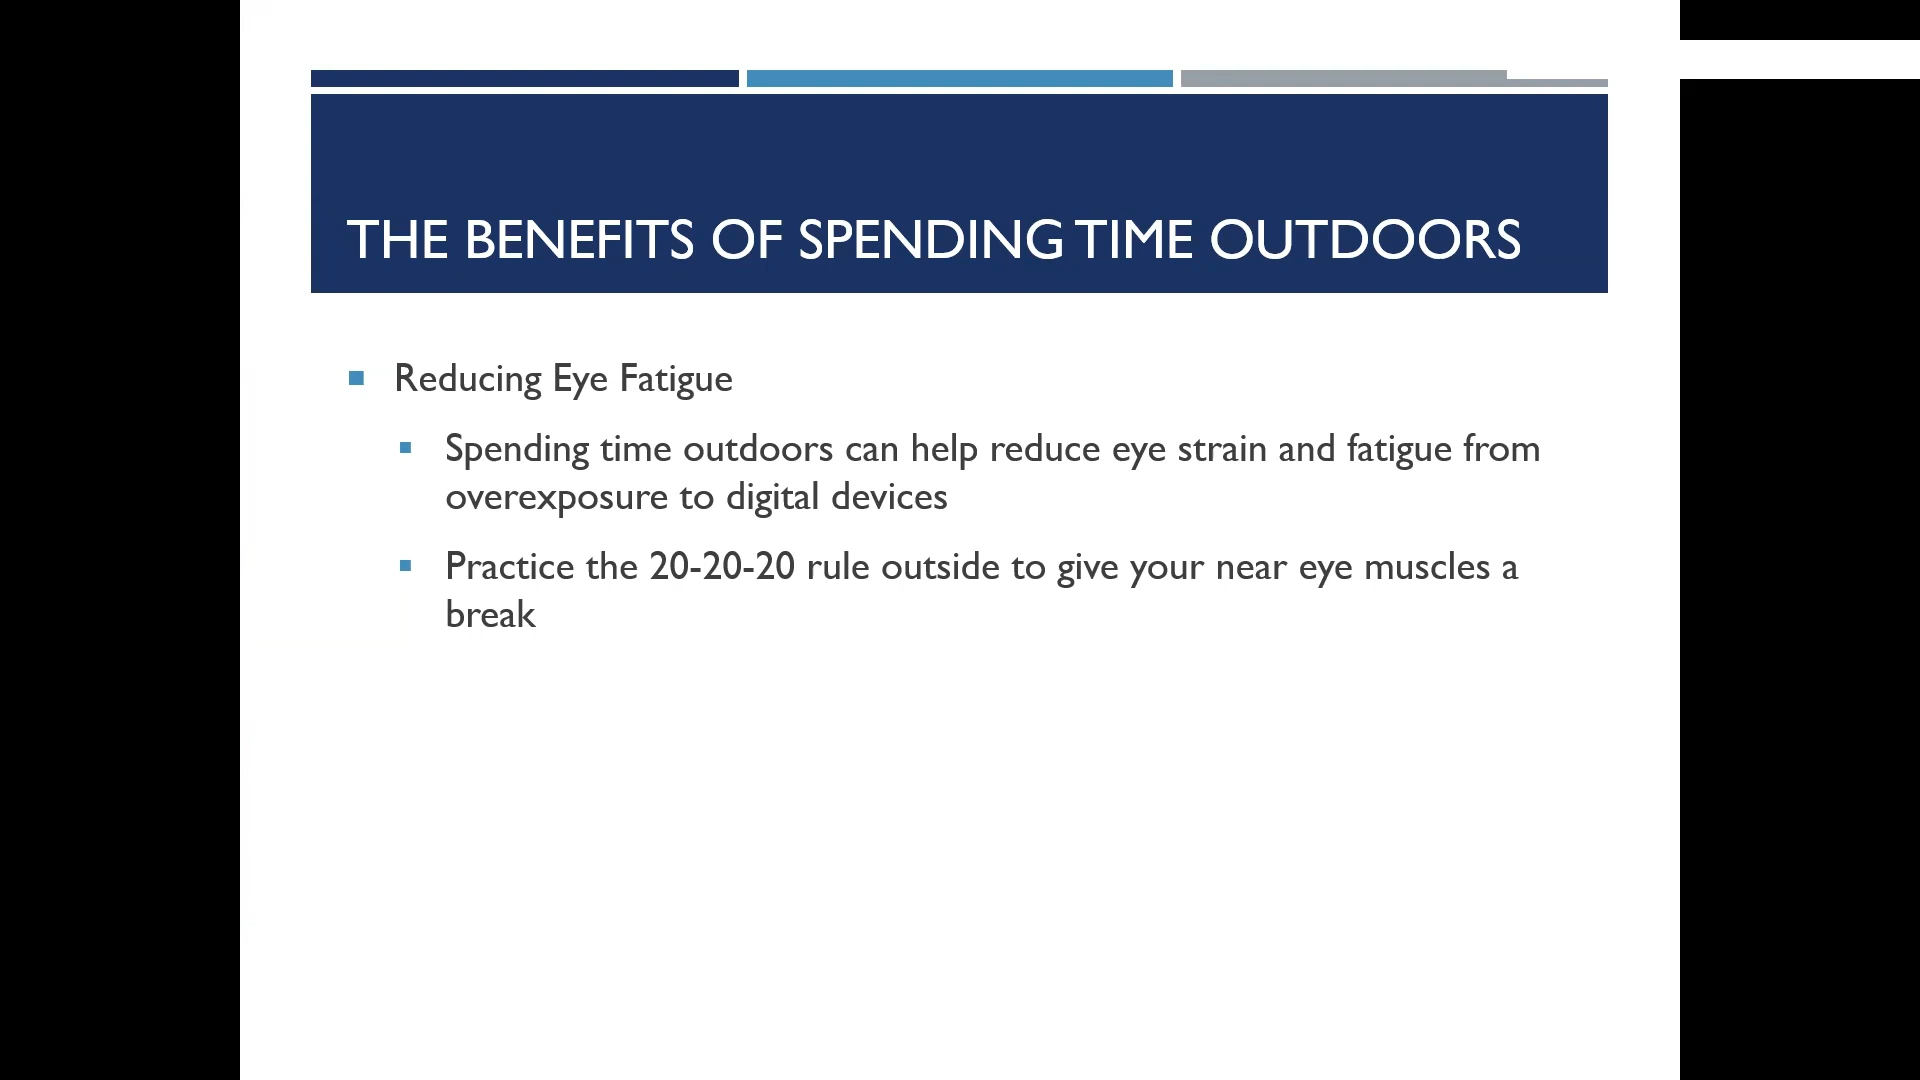 THE BENEFITS OF SPENDING TIME OUTDOORS
Reducing Eye Fatigue
Spending time outdoors can help reduce eye strain and fatigue from
overexposure to digital devices
Practice the 20-20-20 rule outside to give your near eye muscles a
break